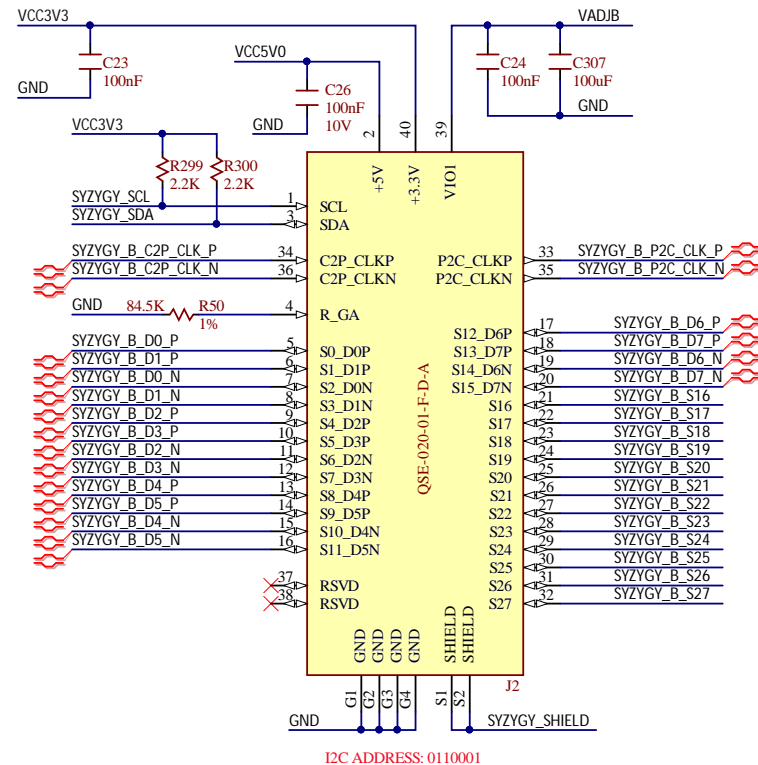 VCC3V3
VADJB
C23
100nF
GND
VCC5V0
C26
100nF
10V
GND
C24
100nF
C307
100uF
GND
VCC3V3
R299
2.2K
R300
2.2K
2
40
39
+5V
+3.3V
VIO1
SYZYGY_SCL
1
SCL
SYZYGY_SDA
3
SDA
SYZYGY_B_C2P_CLK_P
34
C2P_CLKP
SYZYGY_B_C2P_CLK_N
36
C2P_CLKN
P2C_CLKP
33
SYZYGY_B_P2C_CLK_P
P2C_CLKN
35
SYZYGY_B_P2C_CLK_N
GND
84.5K
R50
1%
4
R_GA
SYZYGY_B_D0_P
5
S0_D0P
SYZYGY_B_D1_P
6
S1_D1P
SYZYGY_B_D0_N
7
S2_D0N
SYZYGY_B_D1_N
8
S3_D1N
SYZYGY_B_D2_P
9
S4_D2P
SYZYGY_B_D3_P
10
S5_D3P
SYZYGY_B_D2_N
11
S6_D2N
SYZYGY_B_D3_N
12
S7_D3N
SYZYGY_B_D4_P
13
S8_D4P
SYZYGY_B_D5_P
14
S9_D5P
SYZYGY_B_D4_N
15
S10_D4N
SYZYGY_B_D5_N
16
S11_D5N
37
RSVD
38
RSVD
QSE-020-01-F-D-A
S12_D6P
17
SYZYGY_B_D6_P
S13_D7P
18
SYZYGY_B_D7_P
S14_D6N
19
SYZYGY_B_D6_N
S15_D7N
20
SYZYGY_B_D7_N
S16
21
SYZYGY_B_S16
S17
22
SYZYGY_B_S17
S18
23
SYZYGY_B_S18
S19
24
SYZYGY_B_S19
S20
25
SYZYGY_B_S20
S21
26
SYZYGY_B_S21
S22
27
SYZYGY_B_S22
S23
28
SYZYGY_B_S23
S24
29
SYZYGY_B_S24
S25
30
SYZYGY_B_S25
S26
31
SYZYGY_B_S26
S27
32
SYZYGY_B_S27
GND
GND
GND
GND
SHIELD
SHIELD
J2
G1
G2
G3
G4
S1
S2
GND
SYZYGY_SHIELD
I2C ADDRESS: 0110001